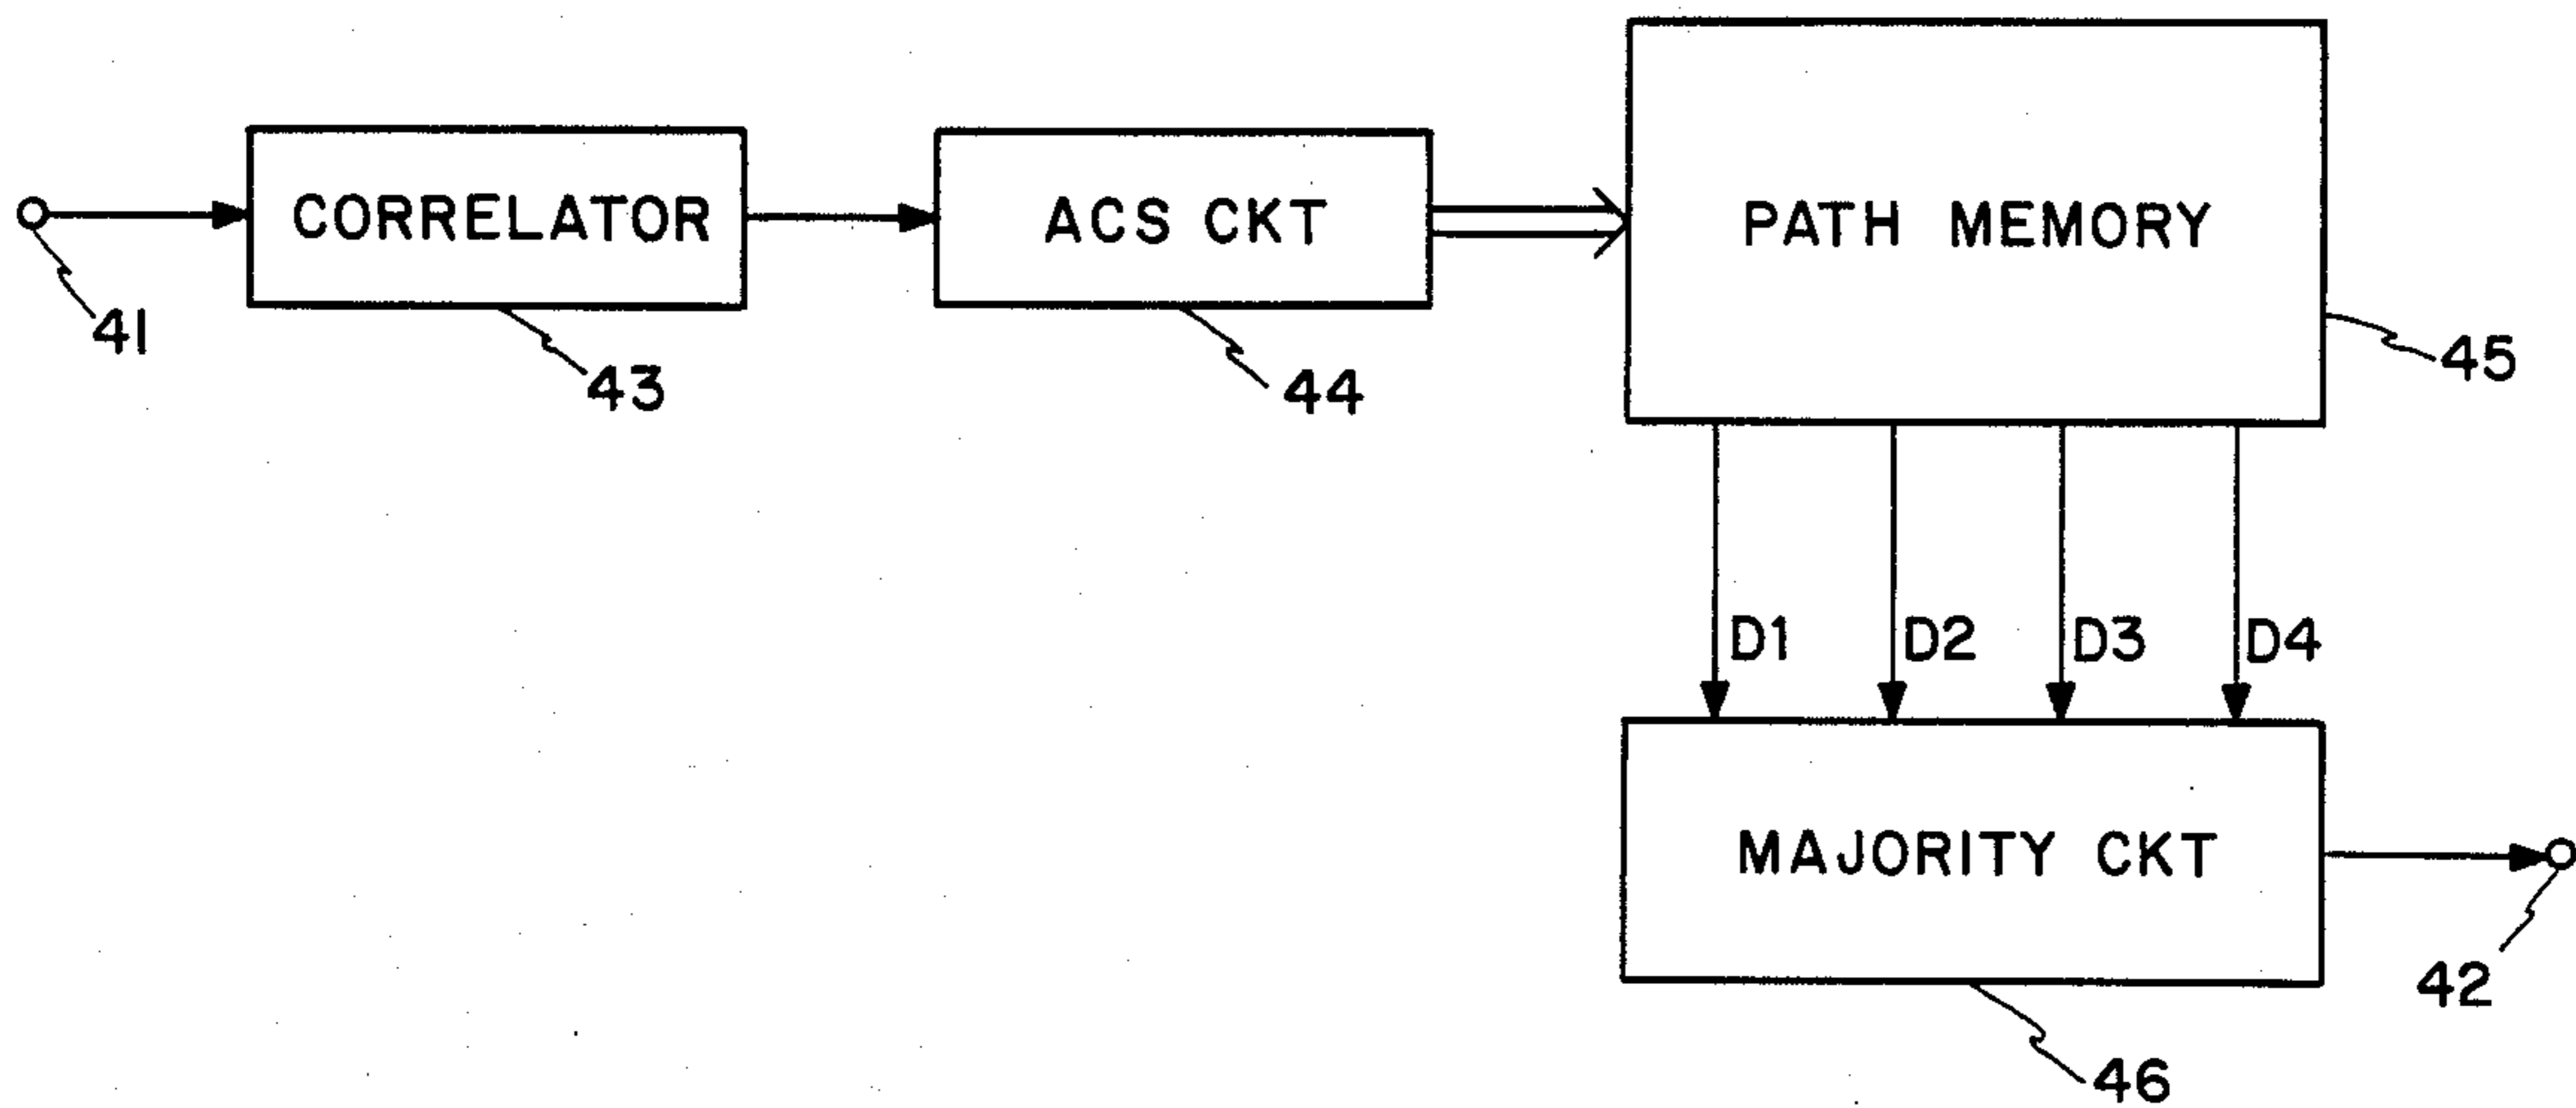 CORRELATOR
ACS CKT
PATH MEMORY
41
43
44
45
D1
D2
D3
D4
MAJORITY CKT
42
46